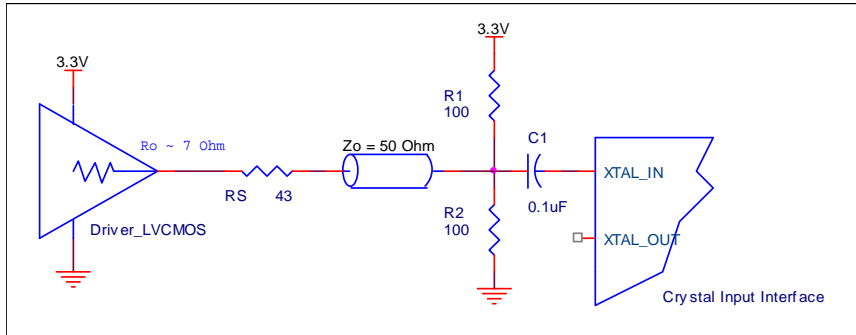 3.3V
3.3V
R1
100
Ro ~ 7 Ohm
Zo = 50 Ohm
C1
XTAL_IN
RS 43
0.1uF
R2
100
Driver_LVCMOS
XTAL_OUT
Crystal Input Interface